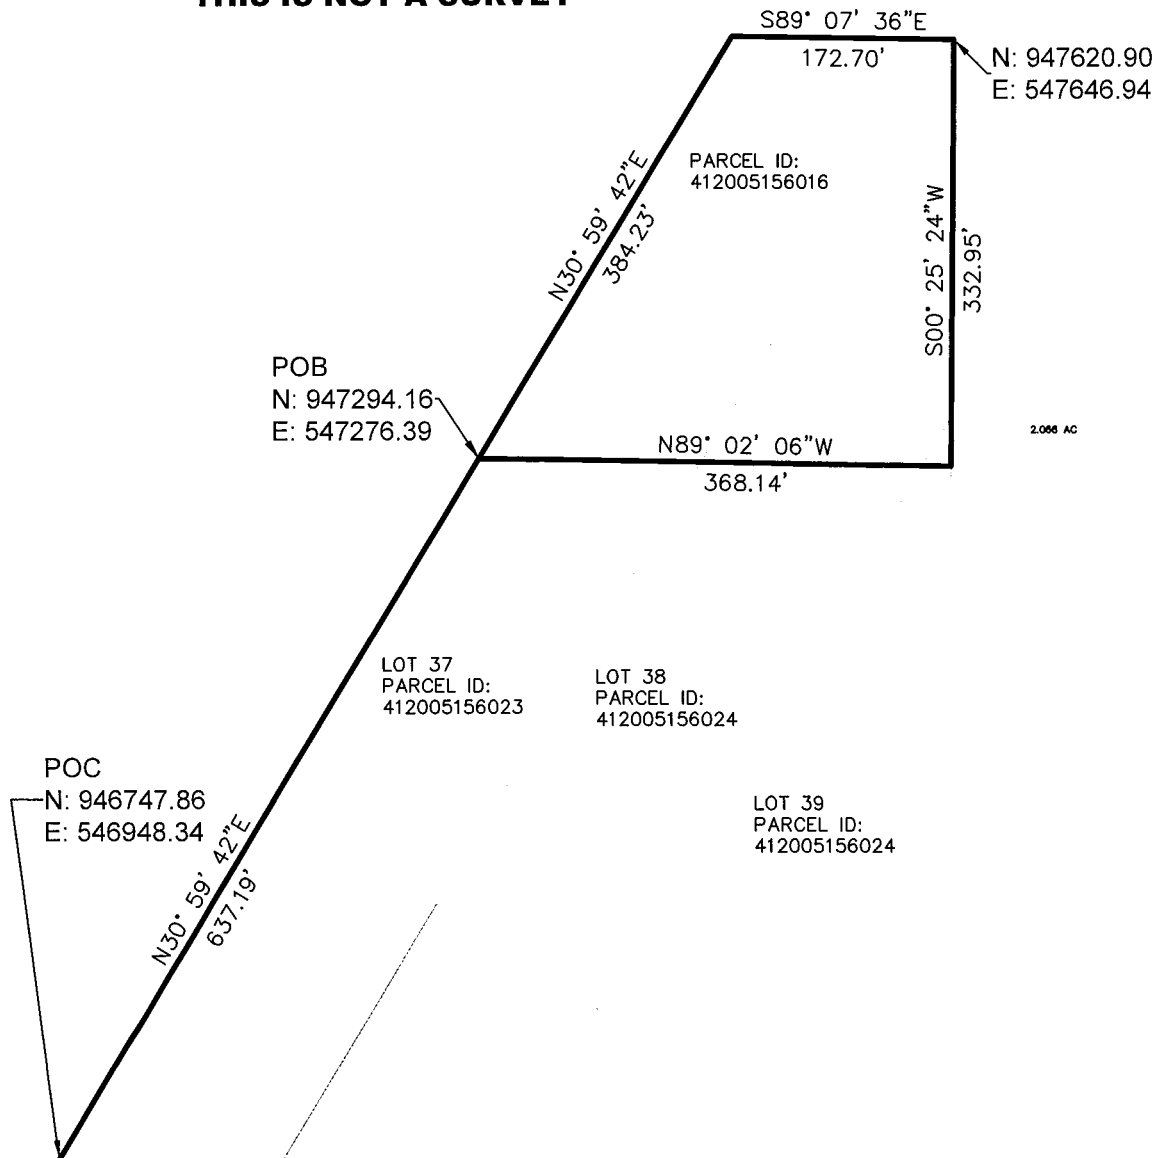 THIS IS NOT A SURVEY
S89° 07' 36"E
172.70'
N: 947620.90
E: 547646.94
PARCEL ID:
412005156016
N30° 59' 42"E
384.23'
S00° 25' 24"W
332.95'
POB
N: 947294.16
E: 547276.39
N89° 02' 06"W
368.14'
2.066 AC
LOT 37
PARCEL ID:
412005156023
LOT 38
PARCEL ID:
412005156024
POC
N: 946747.86
E: 546948.34
LOT 39
PARCEL ID:
412005156024
N30° 59' 42"E
637.19'